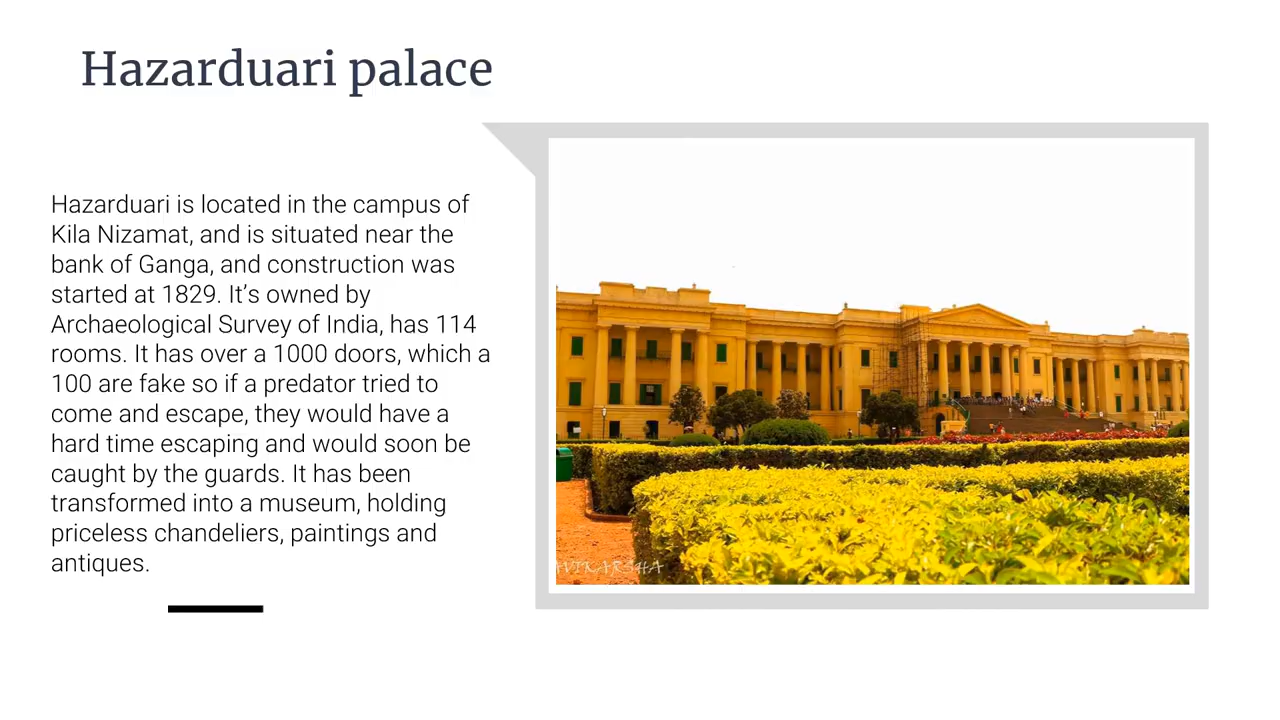 Hazarduari palace
Hazarduari is located in the campus of
Kila Nizamat, and is situated near the
bank of Ganga, and construction was
started at 1829. It’s owned by
Archaeological Survey of India, has 114
rooms. It has over a 1000 doors, which a
100 are fake so if a predator tried to
come and escape, they would have a
hard time escaping and would soon be
caught by the guards. It has been
transformed into a museum, holding
priceless chandeliers, paintings and
antiques.
AVIKARSHA